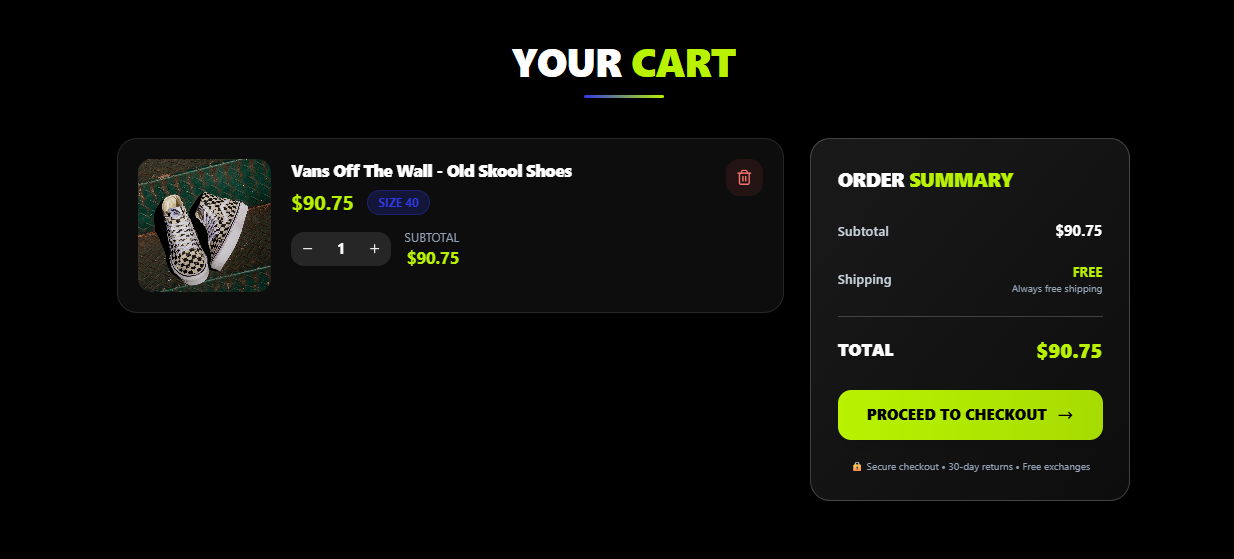 YOUR CART
Vans Off The Wall - Old Skool Shoes
$90.75 SIZE 40
− 1 +
SUBTOTAL
$90.75
ORDER SUMMARY
Subtotal $90.75
Shipping FREE
Always free shipping
TOTAL $90.75
PROCEED TO CHECKOUT →
🔒 Secure checkout • 30-day returns • Free exchanges